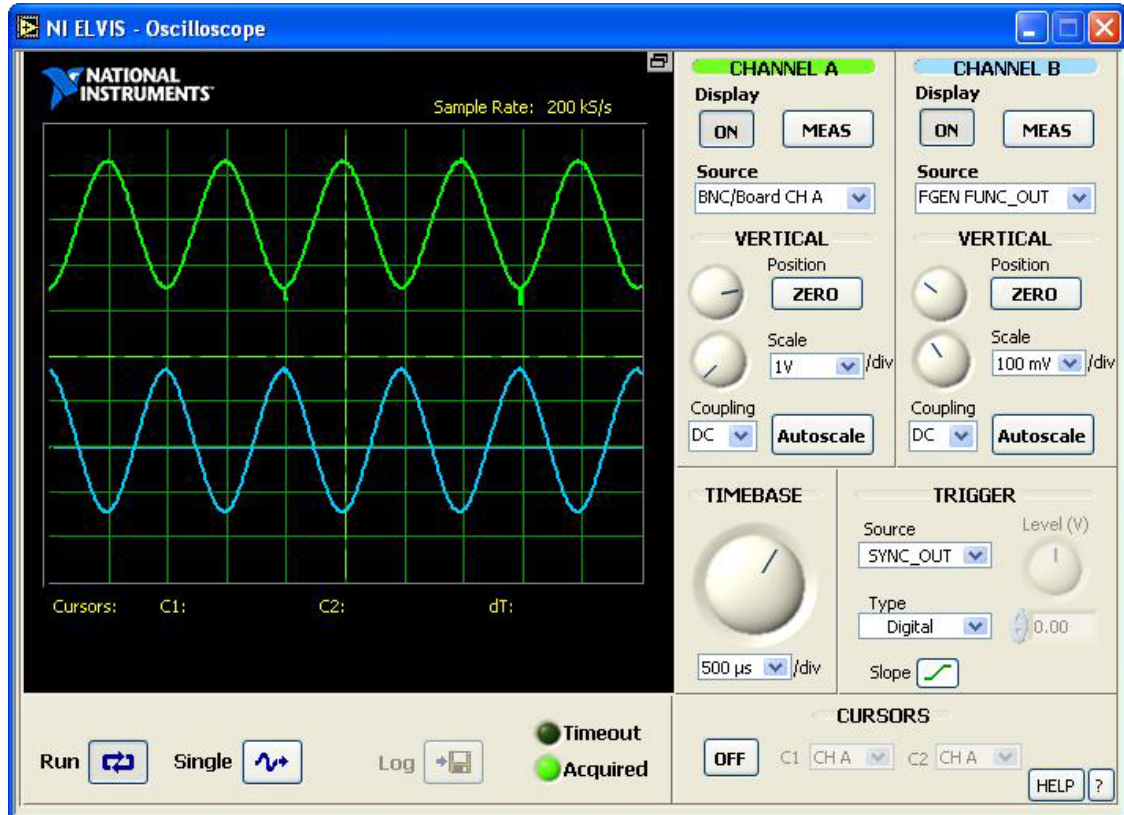 NI ELVIS - Oscilloscope
NATIONAL
INSTRUMENTS™
Sample Rate: 200 kS/s
Cursors: C1: C2: dT:
Run
Single
Log
Timeout
Acquired
CHANNEL A
Display
ON MEAS
Source
BNC/Board CH A
VERTICAL
Position
ZERO
Scale
1V /div
Coupling
DC Autoscale
CHANNEL B
Display
ON MEAS
Source
FGEN FUNC_OUT
VERTICAL
Position
ZERO
Scale
100 mV /div
Coupling
DC Autoscale
TIMEBASE
500 µs /div
TRIGGER
Source
SYNC_OUT
Level (V)
Type
Digital
0.00
Slope
CURSORS
OFF C1 CH A C2 CH A
HELP ?